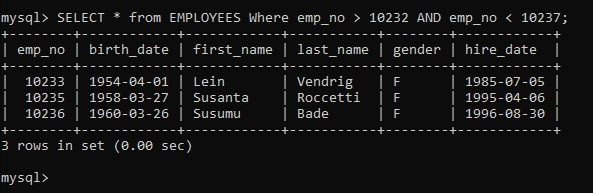 mysql> SELECT * from EMPLOYEES Where emp_no > 10232 AND emp_no < 10237;
+--------+------------+------------+-----------+--------+------------+
| emp_no | birth_date | first_name | last_name | gender | hire_date  |
+--------+------------+------------+-----------+--------+------------+
|  10233 | 1954-04-01 | Lein       | Vendrig   | F      | 1985-07-05 |
|  10235 | 1958-03-27 | Susanta    | Roccetti  | F      | 1995-04-06 |
|  10236 | 1960-03-26 | Susumu     | Bade      | F      | 1996-08-30 |
+--------+------------+------------+-----------+--------+------------+
3 rows in set (0.00 sec)
mysql>